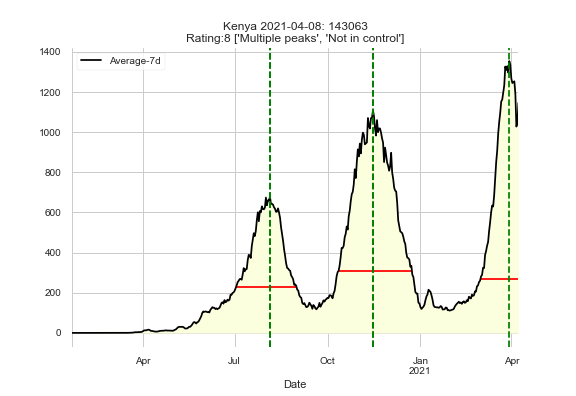 Kenya 2021-04-08: 143063
Rating:8 ['Multiple peaks', 'Not in control']
Average-7d
1400
1200
1000
800
600
400
200
0
Apr
Jul
Oct
Jan
2021
Apr
Date